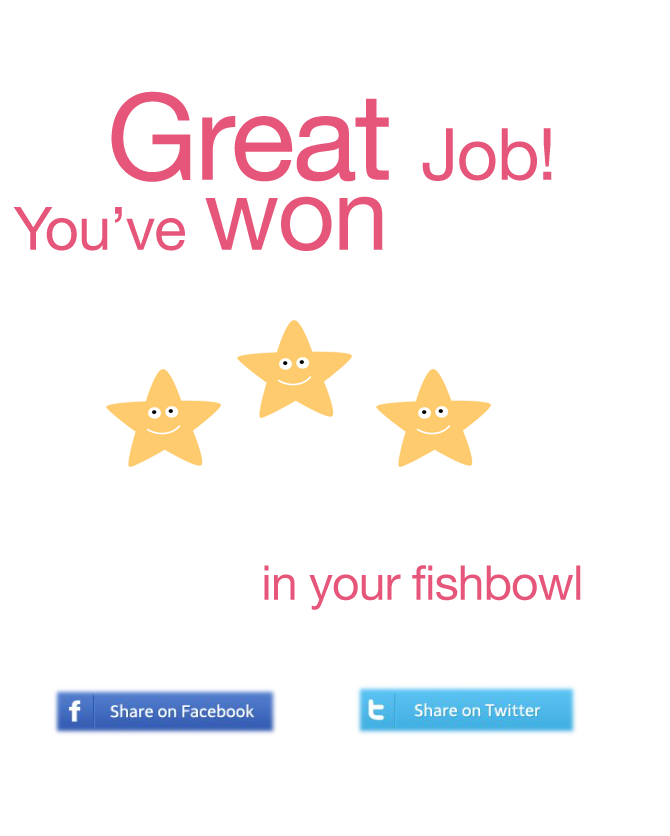 Great Job!
You’ve won
in your fishbowl
Share on Facebook
Share on Twitter